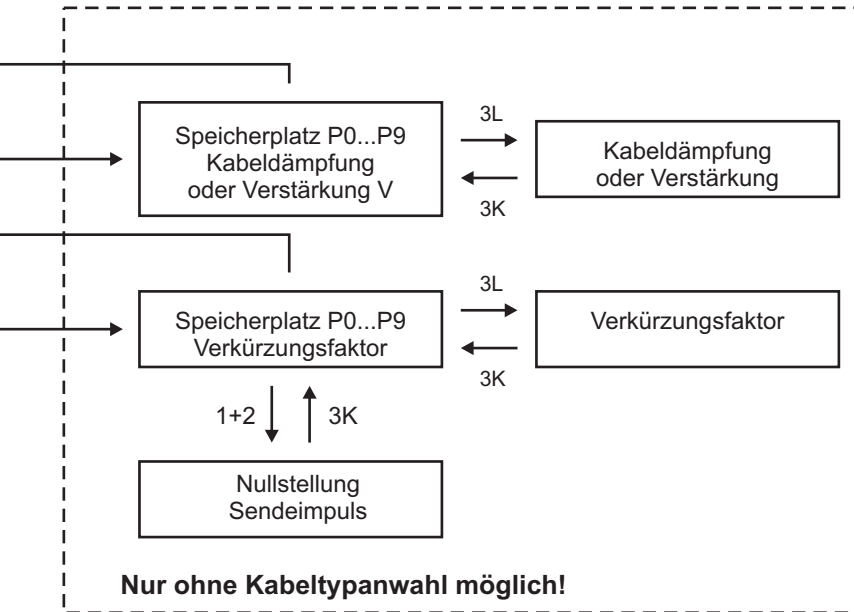 Speicherplatz P0...P9
Kabeldämpfung
oder Verstärkung V
3L
3K
Kabeldämpfung
oder Verstärkung
Speicherplatz P0...P9
Verkürzungsfaktor
3L
3K
Verkürzungsfaktor
1+2
3K
Nullstellung
Sendeimpuls
Nur ohne Kabeltypanwahl möglich!